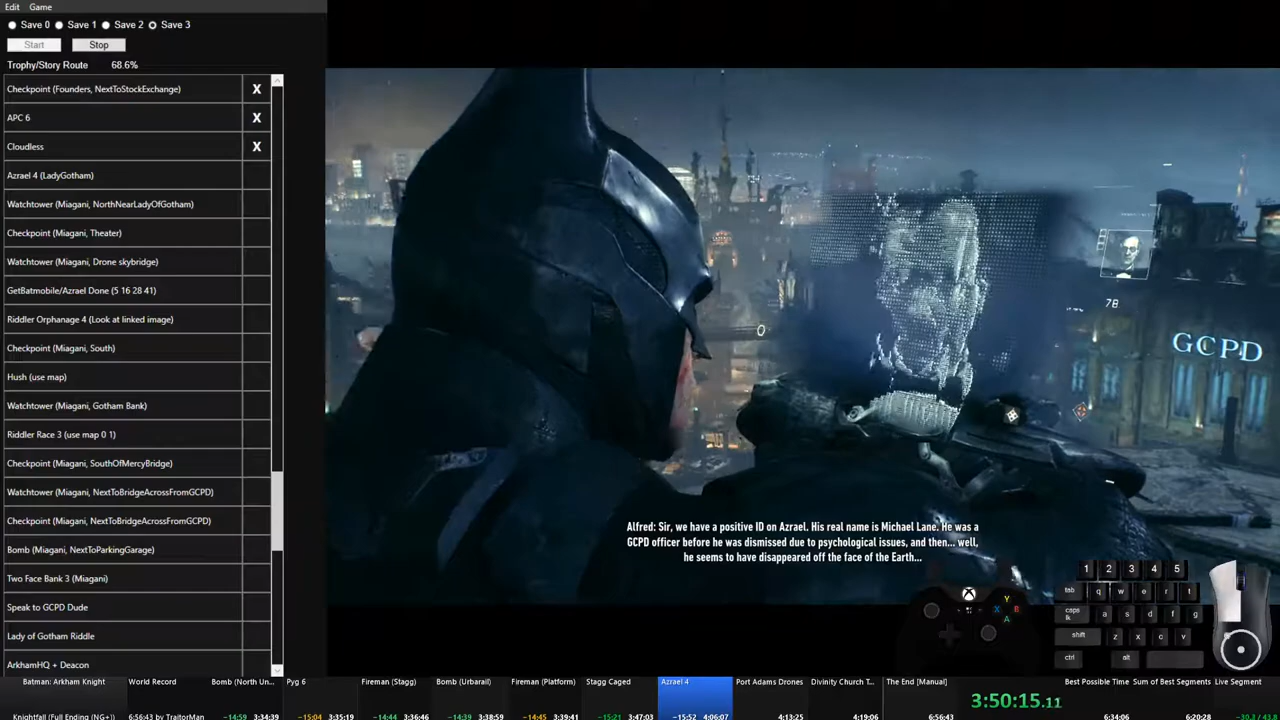 Edit Game
Save 0 Save 1 Save 2 Save 3
Start Stop
Trophy/Story Route 68.6%
Checkpoint (Founders, NextToStockExchange) X
APC 6 X
Cloudless X
Azrael 4 (LadyGotham)
Watchtower (Miagani, NorthNearLadyOfGotham)
Checkpoint (Miagani, Theater)
Watchtower (Miagani, Drone skybridge)
GetBatmobile/Azrael Done (5 16 28 41)
Riddler Orphanage 4 (Look at linked image)
Checkpoint (Miagani, South)
Hush (use map)
Watchtower (Miagani, Gotham Bank)
Riddler Race 3 (use map 0 1)
Checkpoint (Miagani, SouthOfMercyBridge)
Watchtower (Miagani, NextToBridgeAcrossFromGCPD)
Checkpoint (Miagani, NextToBridgeAcrossFromGCPD)
Bomb (Miagani, NextToParkingGarage)
Two Face Bank 3 (Miagani)
Speak to GCPD Dude
Lady of Gotham Riddle
ArkhamHQ + Deacon
78
GCPD
Alfred: Sir, we have a positive ID on Azrael. His real name is Michael Lane. He was a
GCPD officer before he was dismissed due to psychological issues, and then... well,
he seems to have disappeared off the face of the Earth...
Y
X B
A
1 2 3 4 5
tab q w e r t
caps lk a s d f g
shift z x c v
ctrl alt
Batman: Arkham Knight World Record Bomb (North Un... Pyg 6 Fireman (Stagg) Bomb (Urbarail) Fireman (Platform) Stagg Caged Azrael 4 Port Adams Drones Divinity Church T... The End [Manual] 3:50:15.11 Best Possible Time Sum of Best Segments Live Segment
Knightfall (Full Ending (NG+)) 6:56:43 by TraitorMan -14:59 3:34:39 -15:04 3:35:19 -14:44 3:36:46 -14:39 3:38:59 -14:45 3:39:41 -15:21 3:47:03 -15:52 4:06:07 4:13:25 4:19:06 6:56:43 6:34:06 6:20:28 -30.3 / 43.0